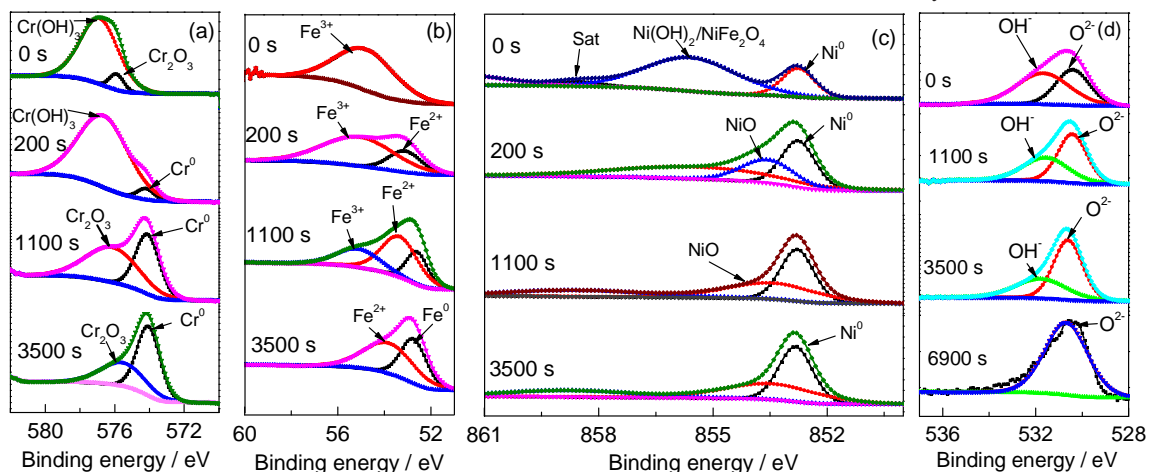 (a)
Cr(OH)3
0 s
Cr2O3
Cr(OH)3
200 s
Cr0
Cr2O3
Cr0
1100 s
Cr2O3
Cr0
3500 s
580 575 570
Binding energy / eV
(b)
Fe3+
0 s
Fe3+
200 s
Fe2+
Fe2+
Fe3+
1100 s
Fe2+
Fe0
3500 s
60 56 52
Binding energy / eV
(c)
0 s
Sat
Ni(OH)2/NiFe2O4
Ni0
200 s
NiO
Ni0
1100 s
NiO
3500 s
Ni0
861 858 855 852
Binding energy / eV
(d)
OH-
O2-
0 s
OH-
O2-
1100 s
O2-
3500 s
OH-
O2-
6900 s
536 532 528
Binding energy / eV